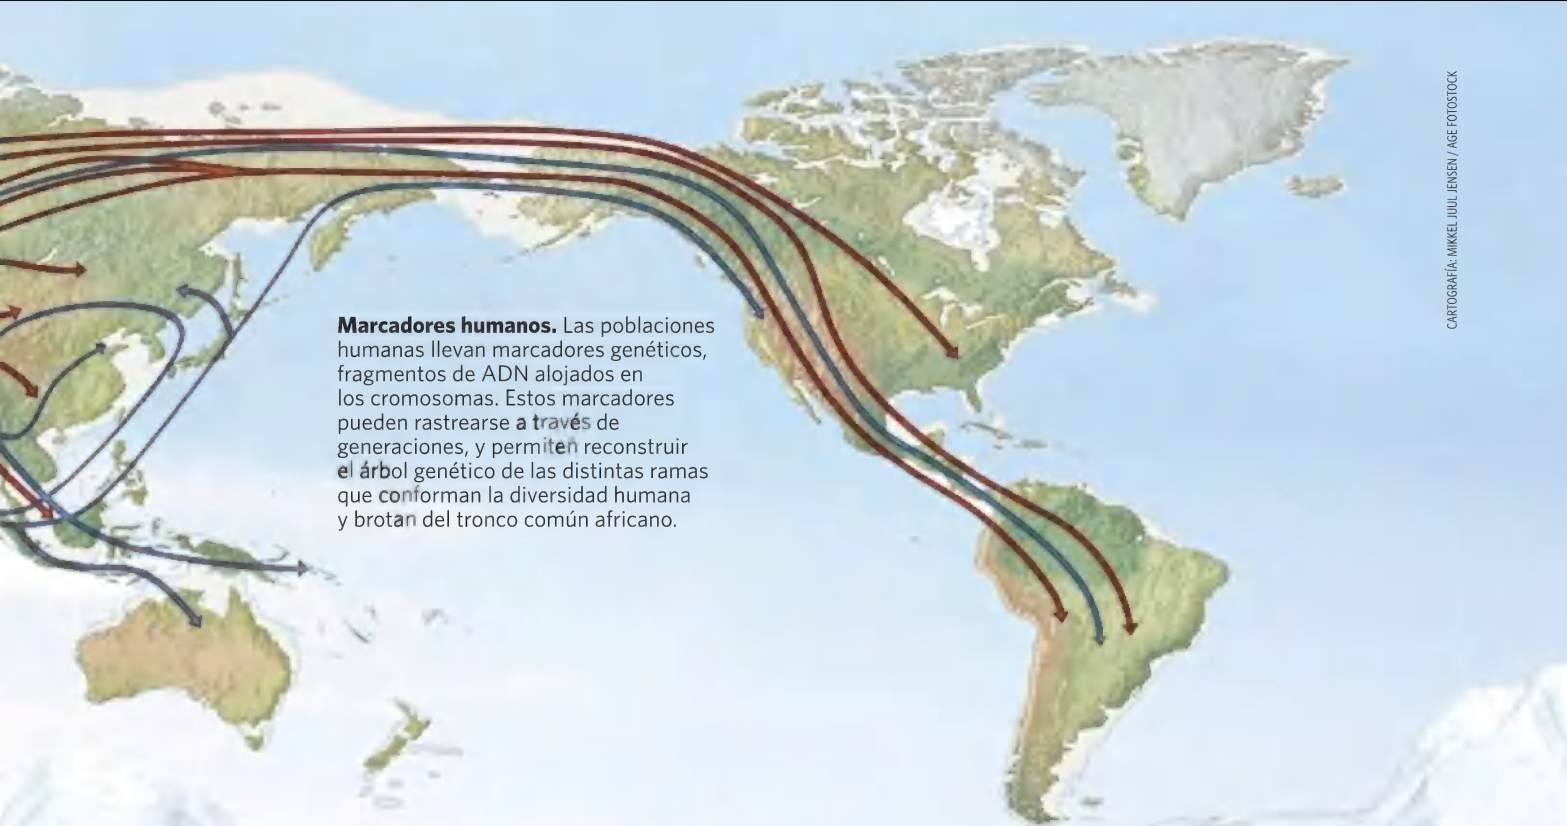 Marcadores humanos. Las poblaciones
humanas llevan marcadores genéticos,
fragmentos de ADN alojados en
los cromosomas. Estos marcadores
pueden rastrearse a través de
generaciones, y permiten reconstruir
el árbol genético de las distintas ramas
que conforman la diversidad humana
y brotan del tronco común africano.
CARTOGRAFÍA: MIKKEL JUUL JENSEN / AGE FOTOSTOCK